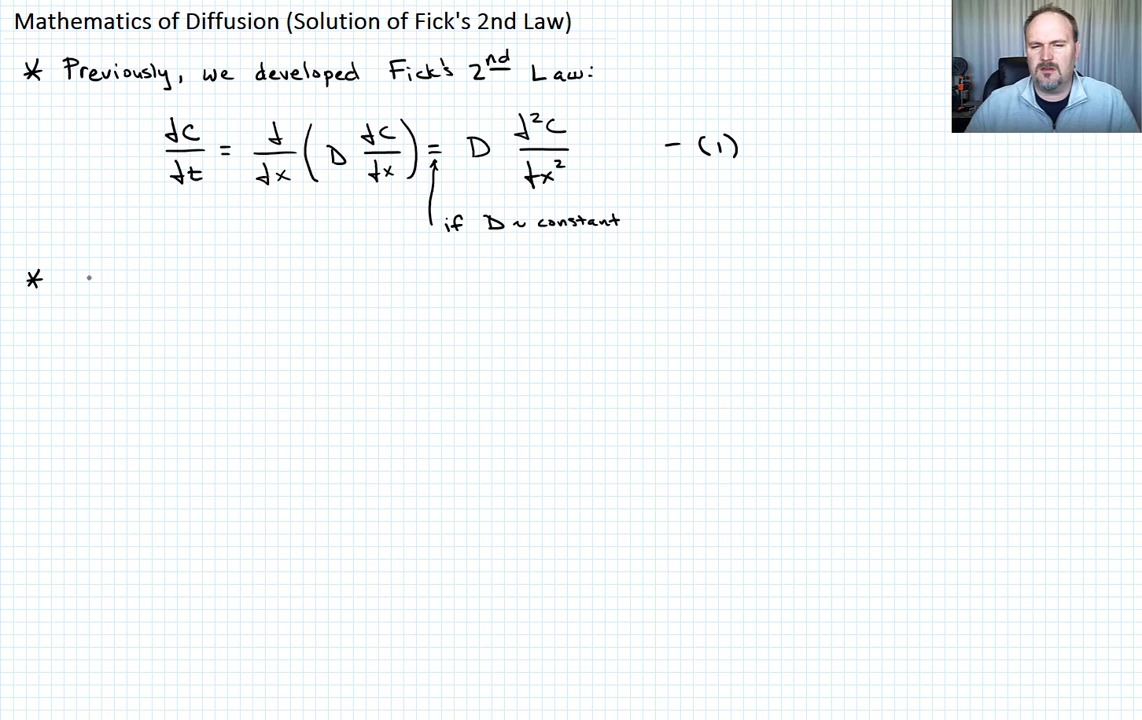 Mathematics of Diffusion (Solution of Fick's 2nd Law)
* Previously, we developed Fick's 2nd Law:
dc/dt = d/dx (D dc/dx) = D d²c/dx² - (1)
if D ~ constant
*